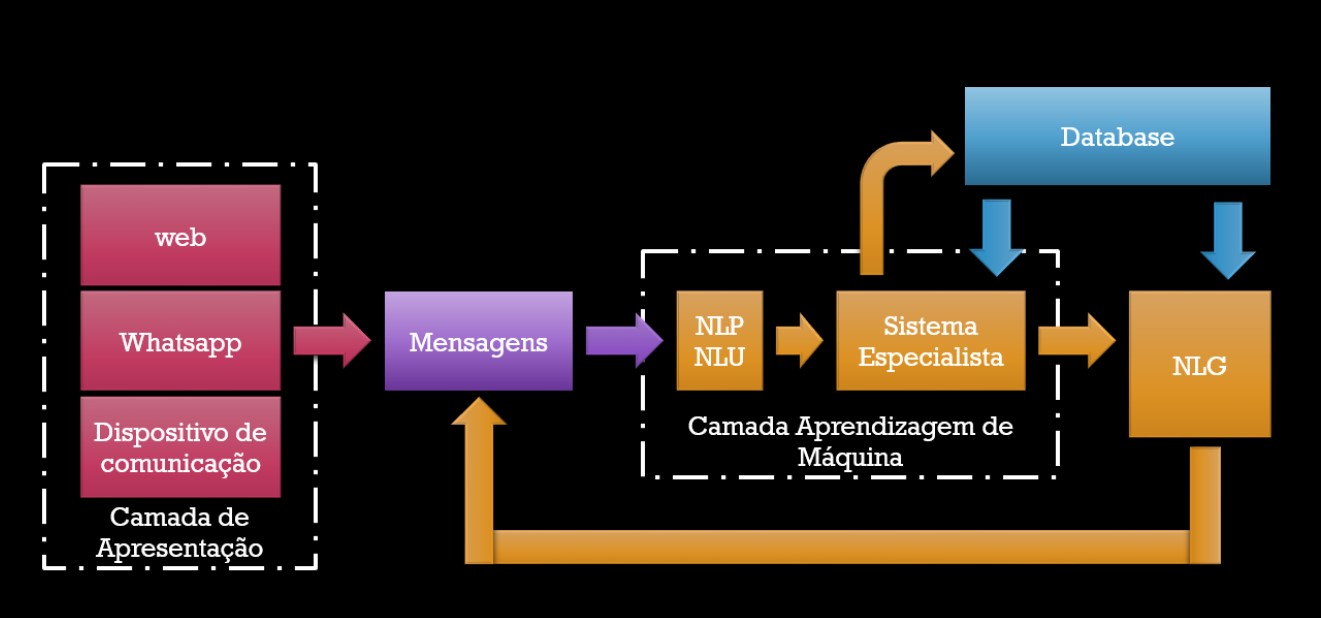 web
Whatsapp
Dispositivo de
comunicação
Camada de
Apresentação
Mensagens
NLP
NLU
Sistema
Especialista
Camada Aprendizagem de
Máquina
Database
NLG